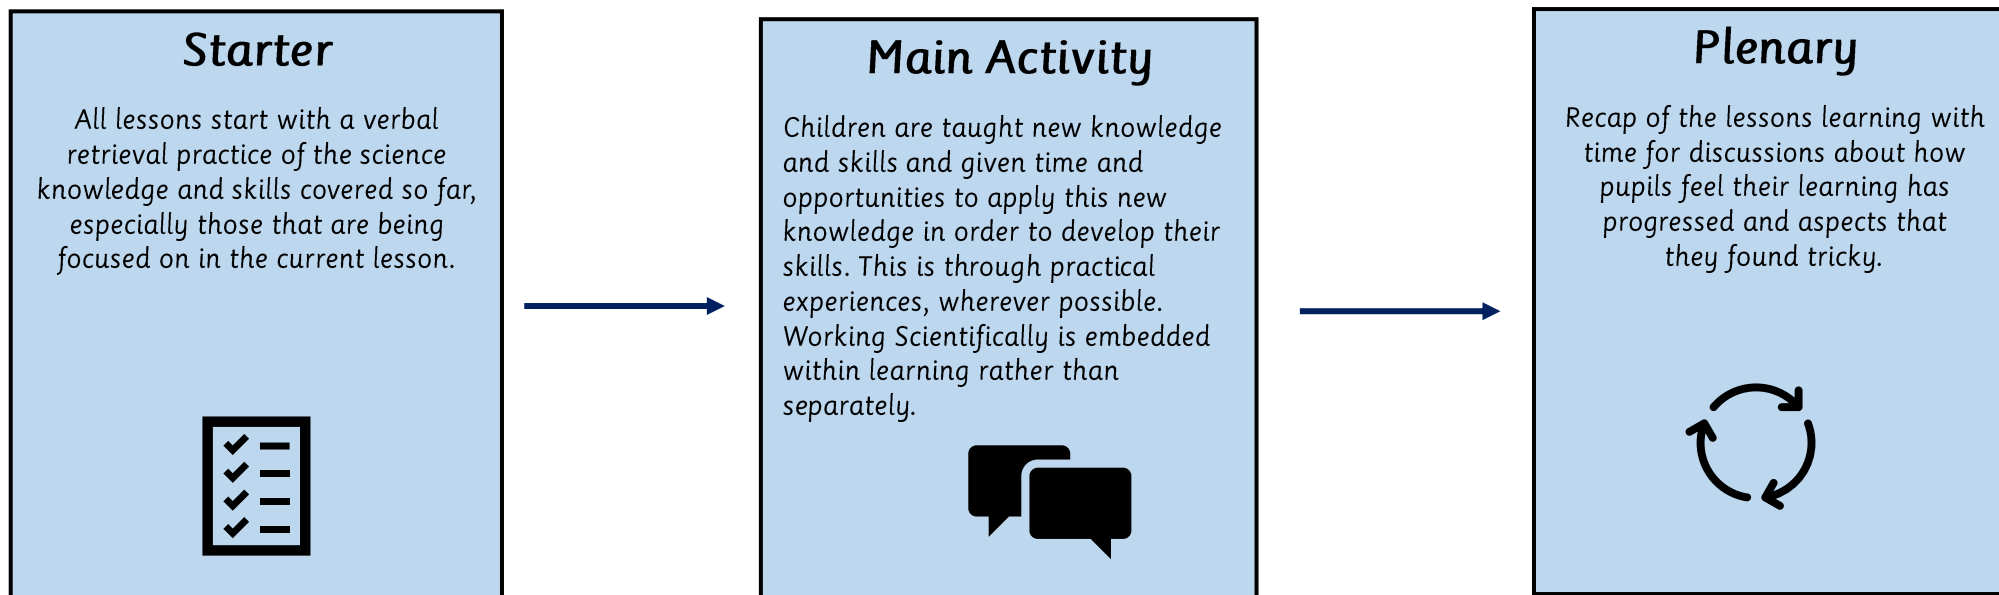 Starter
All lessons start with a verbal
retrieval practice of the science
knowledge and skills covered so far,
especially those that are being
focused on in the current lesson.
Main Activity
Children are taught new knowledge
and skills and given time and
opportunities to apply this new
knowledge in order to develop their
skills. This is through practical
experiences, wherever possible.
Working Scientifically is embedded
within learning rather than
separately.
Plenary
Recap of the lessons learning with
time for discussions about how
pupils feel their learning has
progressed and aspects that
they found tricky.